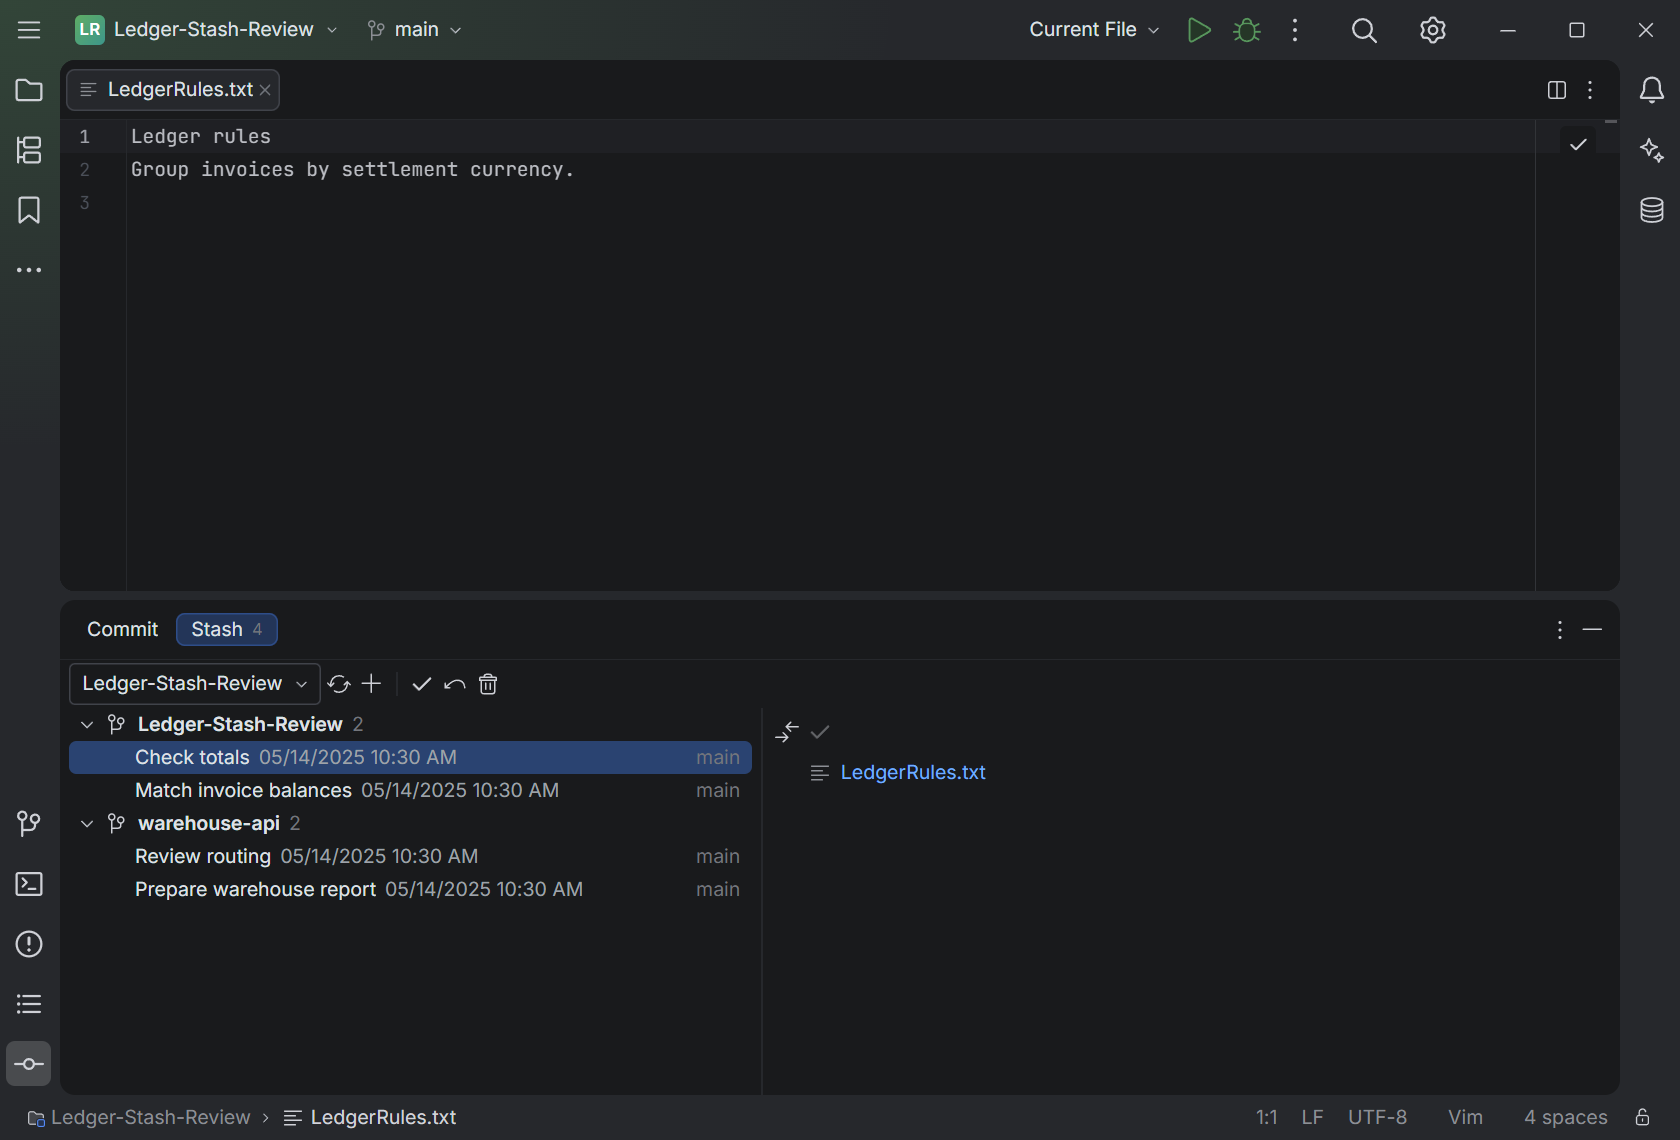 LR Ledger-Stash-Review main Current File
LedgerRules.txt
1 Ledger rules
2 Group invoices by settlement currency.
3
Commit Stash 4
Ledger-Stash-Review
Ledger-Stash-Review 2
Check totals 05/14/2025 10:30 AM main
LedgerRules.txt
Match invoice balances 05/14/2025 10:30 AM main
warehouse-api 2
Review routing 05/14/2025 10:30 AM main
Prepare warehouse report 05/14/2025 10:30 AM main
Ledger-Stash-Review › LedgerRules.txt 1:1 LF UTF-8 Vim 4 spaces